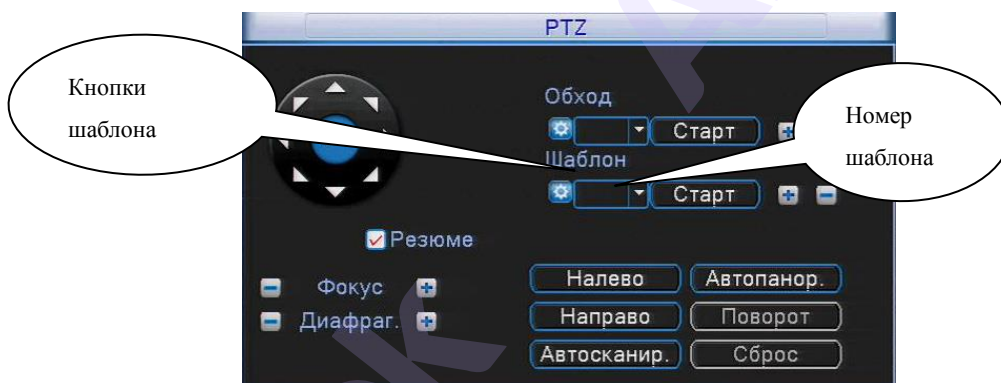 PTZ
Кнопки
шаблона
Обход
Старт
Номер
шаблона
Шаблон
Старт
Резюме
Фокус
Диафраг.
Налево
Автопанор.
Направо
Поворот
Автосканир.
Сброс